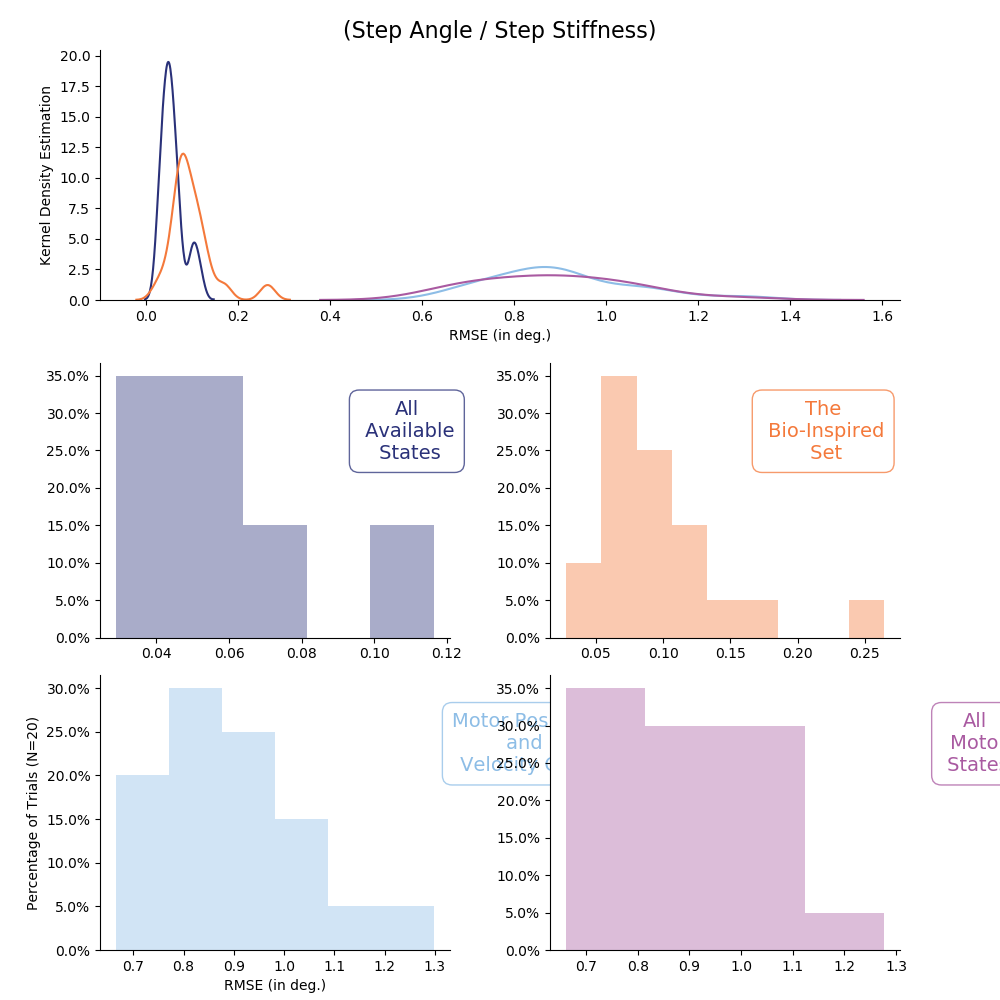 (Step Angle / Step Stiffness)
20.0
17.5
15.0
12.5
10.0
7.5
5.0
2.5
0.0
Kernel Density Estimation
0.0 0.2 0.4 0.6 0.8 1.0 1.2 1.4 1.6
RMSE (in deg.)
35.0%
30.0%
25.0%
20.0%
15.0%
10.0%
5.0%
0.0%
All
Available
States
0.04 0.06 0.08 0.10 0.12
35.0%
30.0%
25.0%
20.0%
15.0%
10.0%
5.0%
0.0%
The
Bio-Inspired
Set
0.05 0.10 0.15 0.20 0.25
30.0%
25.0%
20.0%
15.0%
10.0%
5.0%
0.0%
Percentage of Trials (N=20)
Motor
and
Velocity
0.7 0.8 0.9 1.0 1.1 1.2 1.3
RMSE (in deg.)
35.0%
30.0%
25.0%
20.0%
15.0%
10.0%
5.0%
0.0%
All
Moto
States
0.7 0.8 0.9 1.0 1.1 1.2 1.3